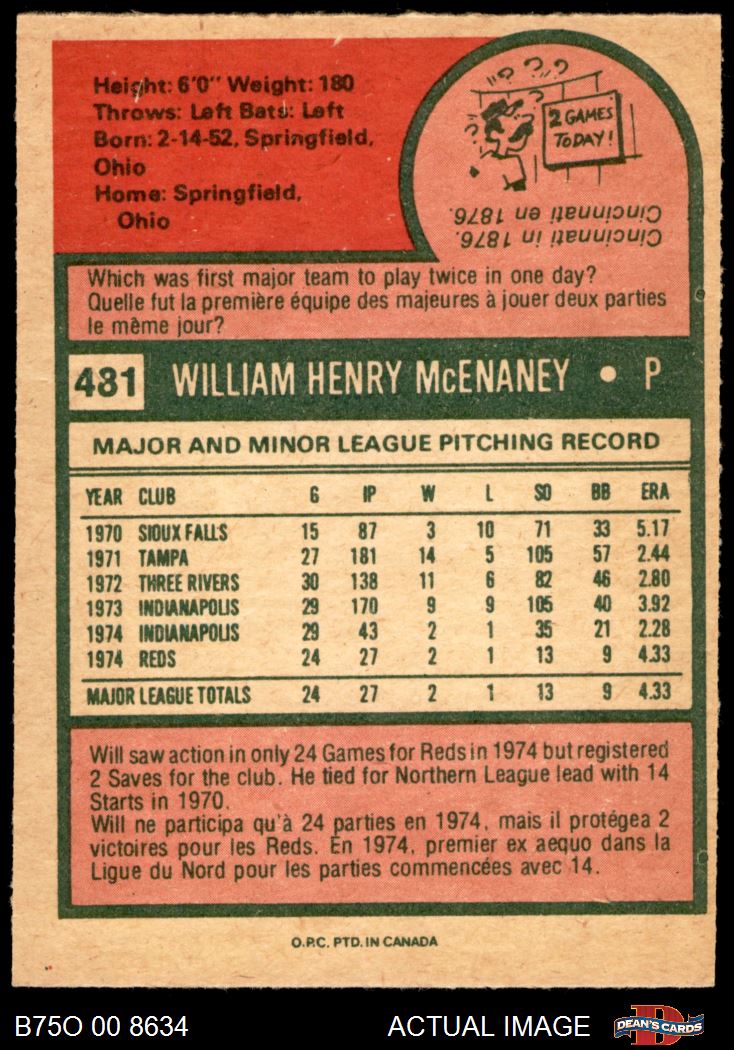 Height: 6'0" Weight: 180
Throws: Left Bats: Left
Born: 2-14-52, Springfield,
Ohio
Home: Springfield,
Ohio
2 GAMES
TODAY!
Cincinnati in 1876.
Cincinnati en 1876.
Which was first major team to play twice in one day?
Quelle fut la première équipe des majeures à jouer deux parties
le même jour?
481 WILLIAM HENRY McENANEY • P
MAJOR AND MINOR LEAGUE PITCHING RECORD
YEAR CLUB G IP W L SO BB ERA
1970 SIOUX FALLS 15 87 3 10 71 33 5.17
1971 TAMPA 27 181 14 5 105 57 2.44
1972 THREE RIVERS 30 138 11 6 82 46 2.80
1973 INDIANAPOLIS 29 170 9 9 105 40 3.92
1974 INDIANAPOLIS 29 43 2 1 35 21 2.28
1974 REDS 24 27 2 1 13 9 4.33
MAJOR LEAGUE TOTALS 24 27 2 1 13 9 4.33
Will saw action in only 24 Games for Reds in 1974 but registered
2 Saves for the club. He tied for Northern League lead with 14
Starts in 1970.
Will ne participa qu'à 24 parties en 1974, mais il protégea 2
victoires pour les Reds. En 1974, premier ex aequo dans la
Ligue du Nord pour les parties commencées avec 14.
O.P.C. PTD. IN CANADA
B75O 00 8634 ACTUAL IMAGE DEAN'S CARDS